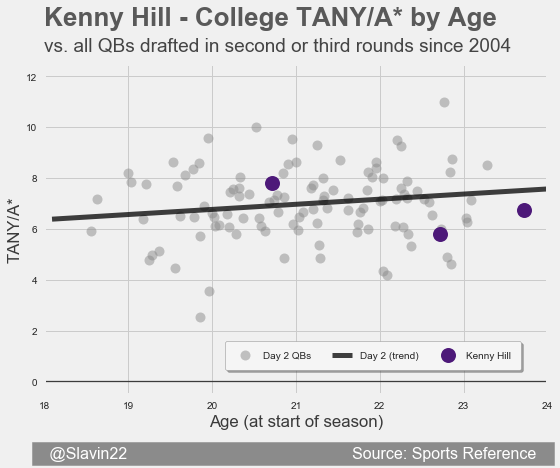 Kenny Hill - College TANY/A* by Age
vs. all QBs drafted in second or third rounds since 2004
12
10
8
6
4
2
0
TANY/A*
Day 2 QBs
Day 2 (trend)
Kenny Hill
18
19
20
21
22
23
24
Age (at start of season)
@Slavin22
Source: Sports Reference